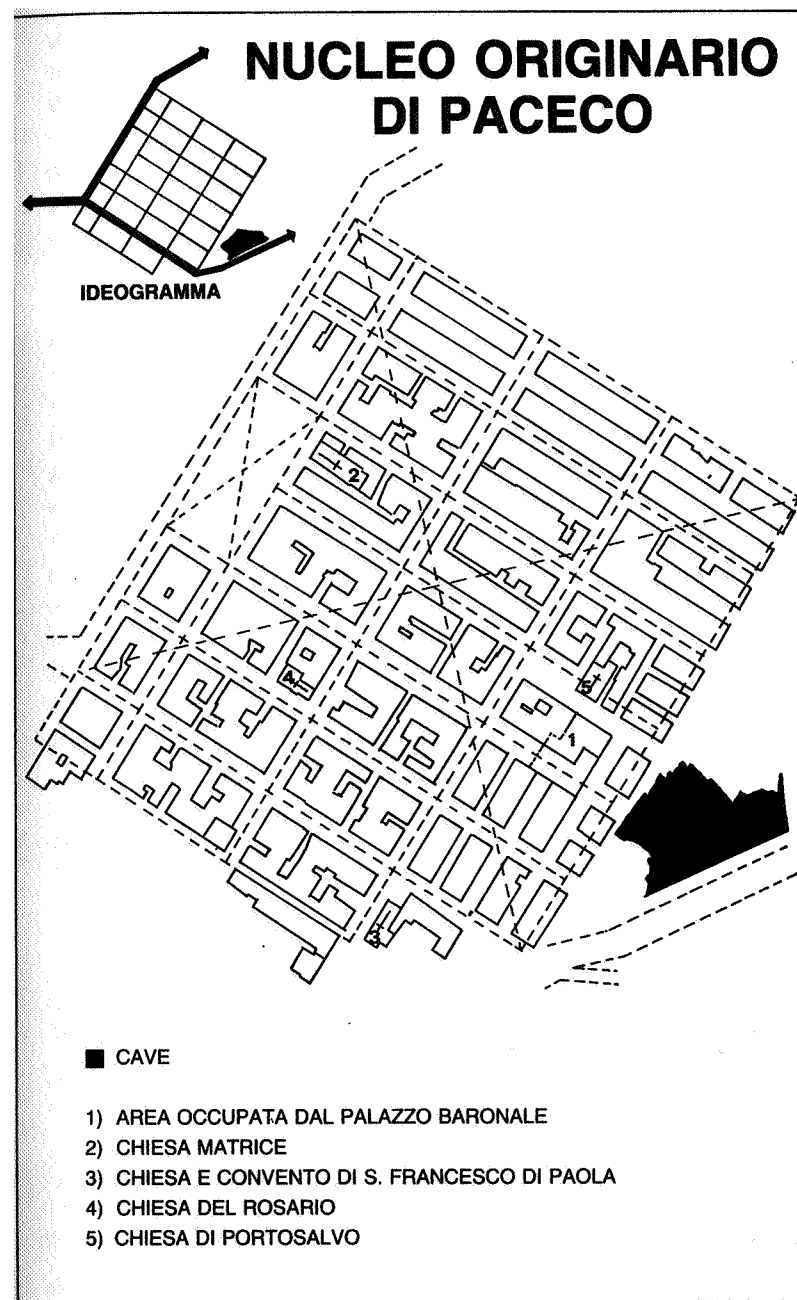 NUCLEO ORIGINARIO
DI PACECO
IDEOGRAMMA
2
4
5
1
3
CAVE
1) AREA OCCUPATA DAL PALAZZO BARONALE
2) CHIESA MATRICE
3) CHIESA E CONVENTO DI S. FRANCESCO DI PAOLA
4) CHIESA DEL ROSARIO
5) CHIESA DI PORTOSALVO